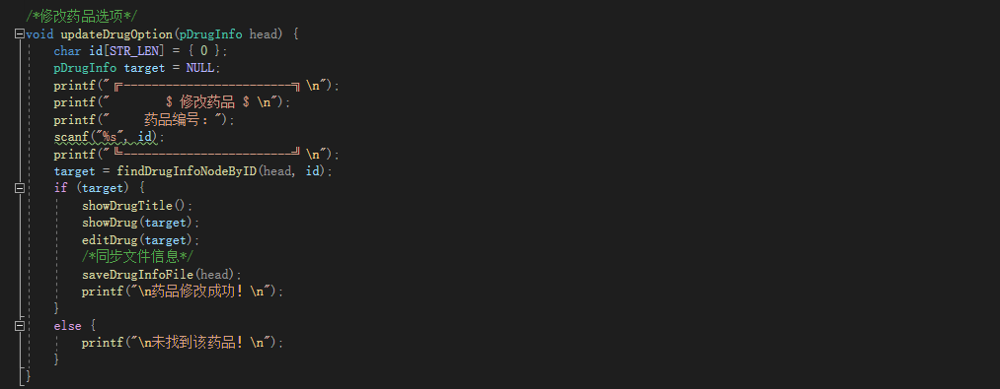 /*修改药品选项*/
void updateDrugOption(pDrugInfo head) {
    char id[STR_LEN] = { 0 };
    pDrugInfo target = NULL;
    printf("╔------------------------╗\n");
    printf("        $ 修改药品 $ \n");
    printf("     药品编号：");
    scanf("%s", id);
    printf("╚------------------------╝\n");
    target = findDrugInfoNodeByID(head, id);
    if (target) {
        showDrugTitle();
        showDrug(target);
        editDrug(target);
        /*同步文件信息*/
        saveDrugInfoFile(head);
        printf("\n药品修改成功！\n");
    }
    else {
        printf("\n未找到该药品！\n");
    }
}